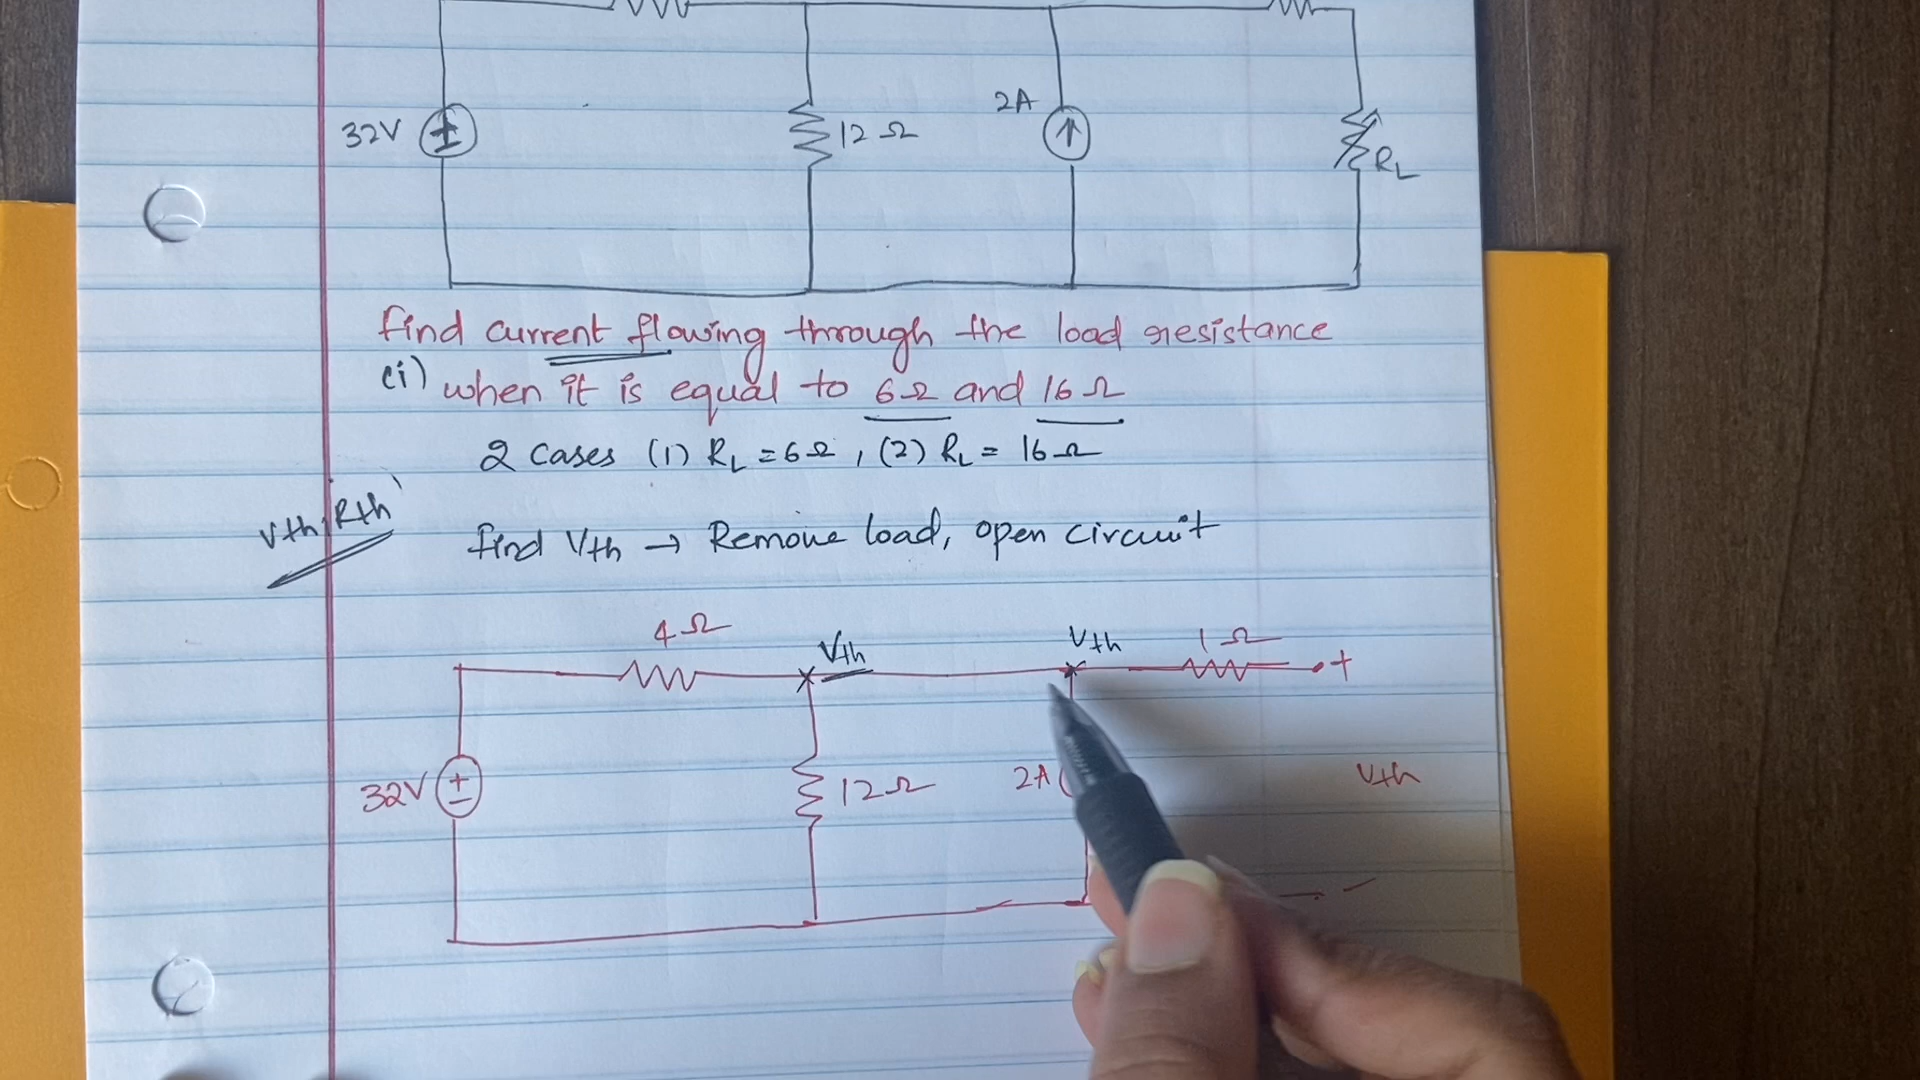 32V
12 Ω
2A
RL
find current flowing through the load resistance
(i) when it is equal to 6Ω and 16 Ω
2 cases (1) RL = 6Ω , (2) RL = 16 Ω
Vth, Rth
find Vth → Remove load, open circuit
4 Ω
Vth
Vth
1 Ω
+
32V
+
−
12 Ω
2A
Vth
−